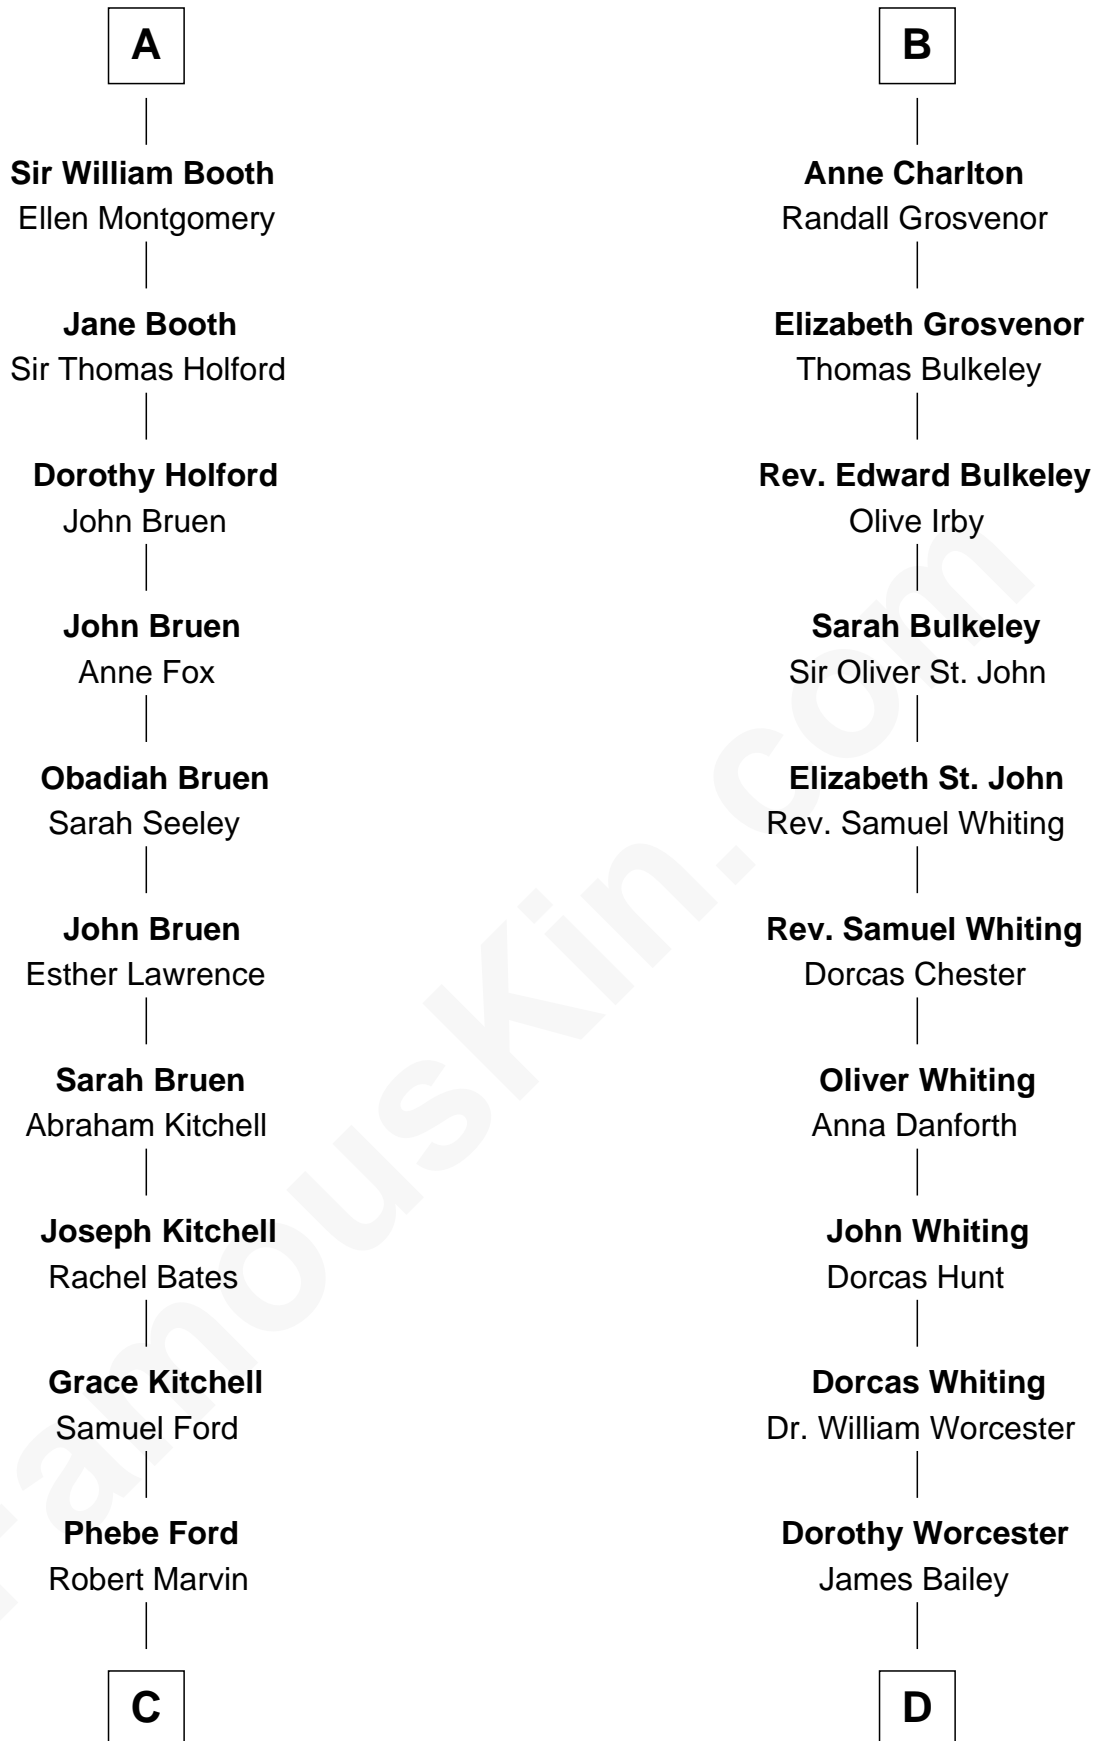 A
Sir William Booth
Ellen Montgomery
Jane Booth
Sir Thomas Holford
Dorothy Holford
John Bruen
John Bruen
Anne Fox
Obadiah Bruen
Sarah Seeley
John Bruen
Esther Lawrence
Sarah Bruen
Abraham Kitchell
Joseph Kitchell
Rachel Bates
Grace Kitchell
Samuel Ford
Phebe Ford
Robert Marvin
C
B
Anne Charlton
Randall Grosvenor
Elizabeth Grosvenor
Thomas Bulkeley
Rev. Edward Bulkeley
Olive Irby
Sarah Bulkeley
Sir Oliver St. John
Elizabeth St. John
Rev. Samuel Whiting
Rev. Samuel Whiting
Dorcas Chester
Oliver Whiting
Anna Danforth
John Whiting
Dorcas Hunt
Dorcas Whiting
Dr. William Worcester
Dorothy Worcester
James Bailey
D
FamousKin.com